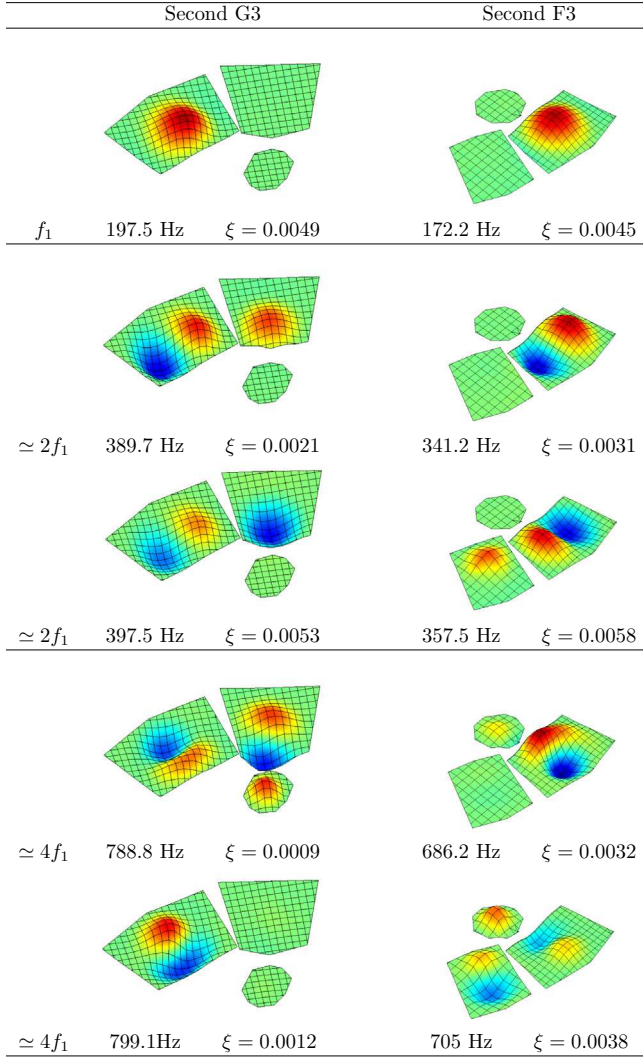 Second G3 Second F3
f₁ 197.5 Hz ξ = 0.0049 172.2 Hz ξ = 0.0045
≃ 2f₁ 389.7 Hz ξ = 0.0021 341.2 Hz ξ = 0.0031
≃ 2f₁ 397.5 Hz ξ = 0.0053 357.5 Hz ξ = 0.0058
≃ 4f₁ 788.8 Hz ξ = 0.0009 686.2 Hz ξ = 0.0032
≃ 4f₁ 799.1Hz ξ = 0.0012 705 Hz ξ = 0.0038